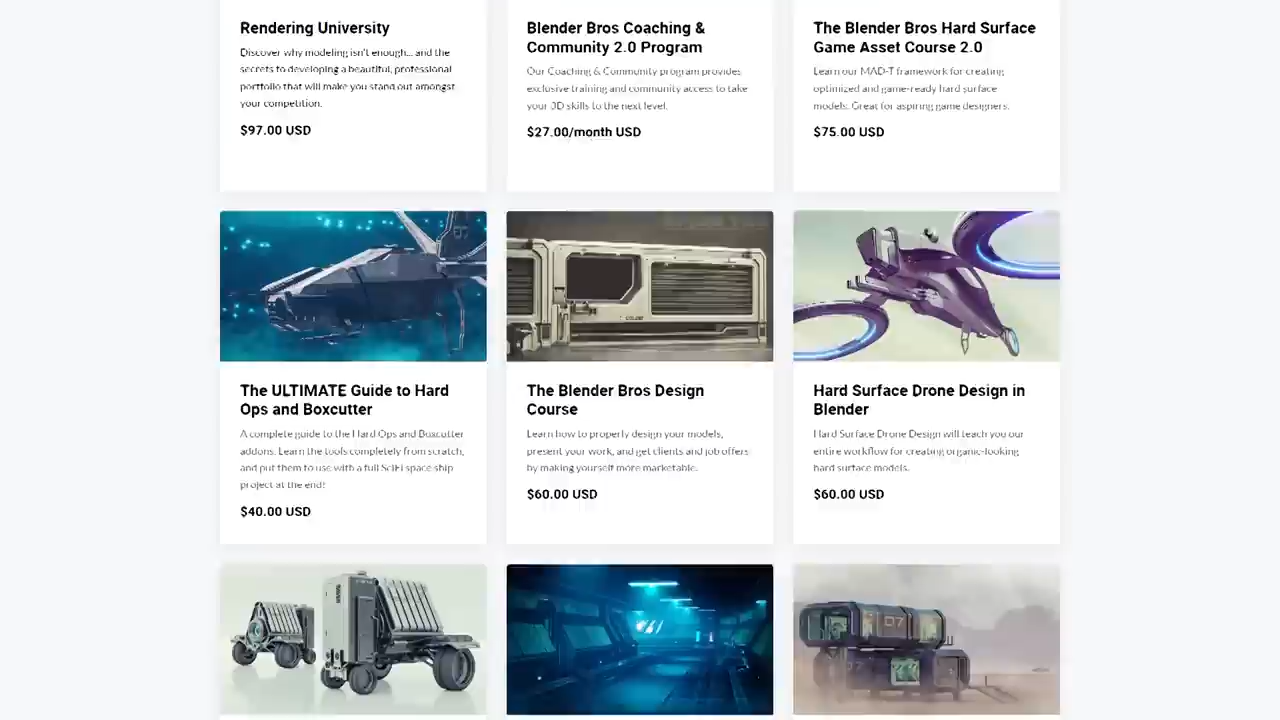 Rendering University
Discover why modeling isn't enough... and the
secrets to developing a beautiful, professional
portfolio that will make you stand out amongst
your competition.
$97.00 USD
Blender Bros Coaching &
Community 2.0 Program
Our Coaching & Community program provides
exclusive training and community access to take
your 3D skills to the next level.
$27.00/month USD
The Blender Bros Hard Surface
Game Asset Course 2.0
Learn our MAD-T framework for creating
optimized and game-ready hard surface
models. Great for aspiring game designers.
$75.00 USD
The ULTIMATE Guide to Hard
Ops and Boxcutter
A complete guide to the Hard Ops and Boxcutter
addons. Learn the tools completely from scratch,
and put them to use with a full SciFi space ship
project at the end!
$40.00 USD
The Blender Bros Design
Course
Learn how to properly design your models,
present your work, and get clients and job offers
by making yourself more marketable.
$60.00 USD
Hard Surface Drone Design in
Blender
Hard Surface Drone Design will teach you our
entire workflow for creating organic-looking
hard surface models.
$60.00 USD
D7